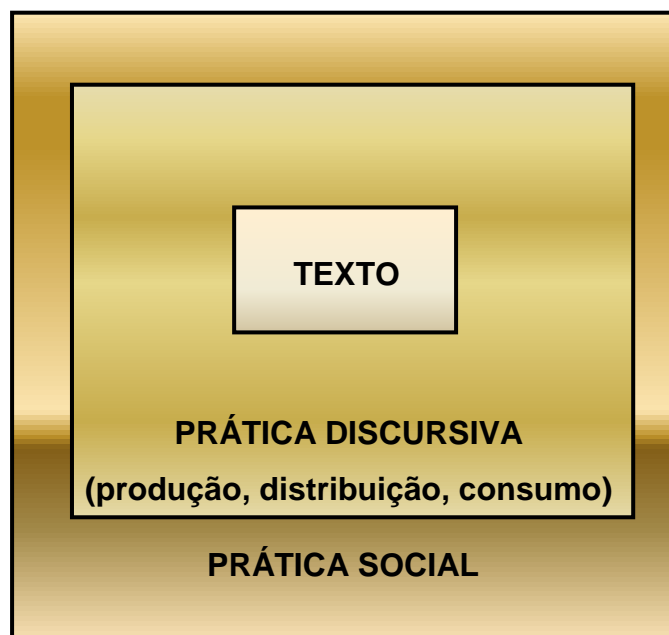 TEXTO
PRÁTICA DISCURSIVA
(produção, distribuição, consumo)
PRÁTICA SOCIAL